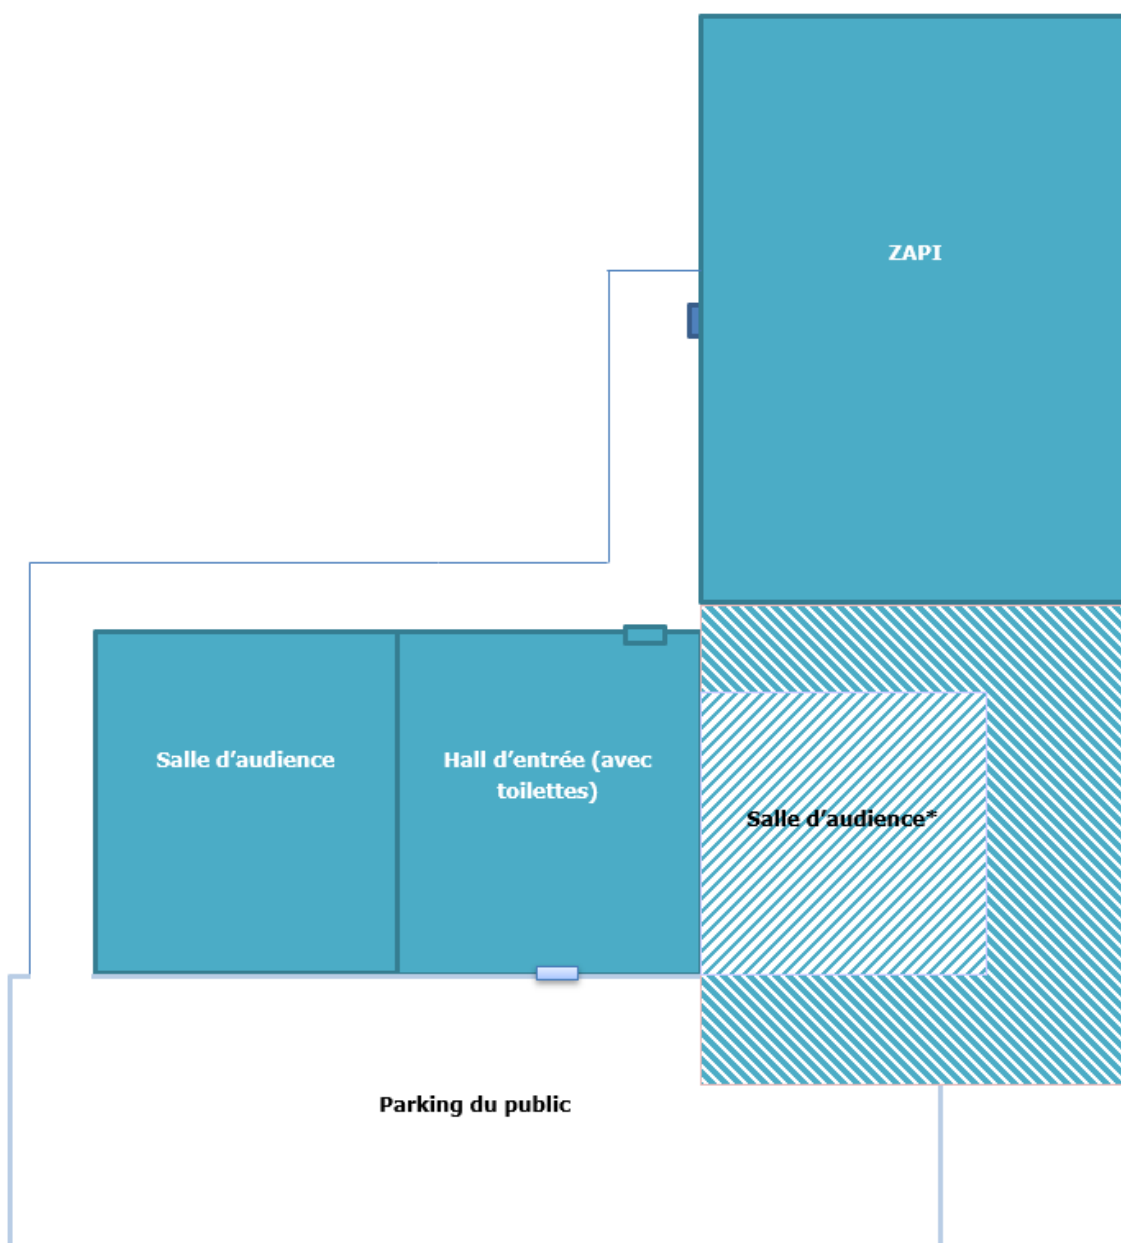 ZAPI
Salle d’audience
Hall d’entrée (avec
toilettes)
Salle d’audience*
Parking du public